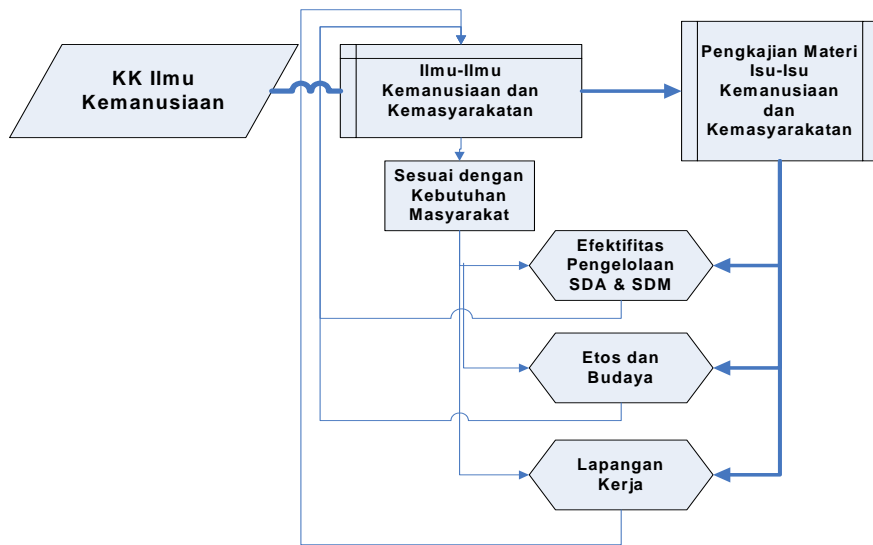 KK Ilmu
Kemanusiaan
Ilmu-Ilmu
Kemanusiaan dan
Kemasyarakatan
Pengkajian Materi
Isu-Isu
Kemanusiaan
dan
Kemasyarakatan
Sesuai dengan
Kebutuhan
Masyarakat
Efektifitas
Pengelolaan
SDA & SDM
Etos dan
Budaya
Lapangan
Kerja